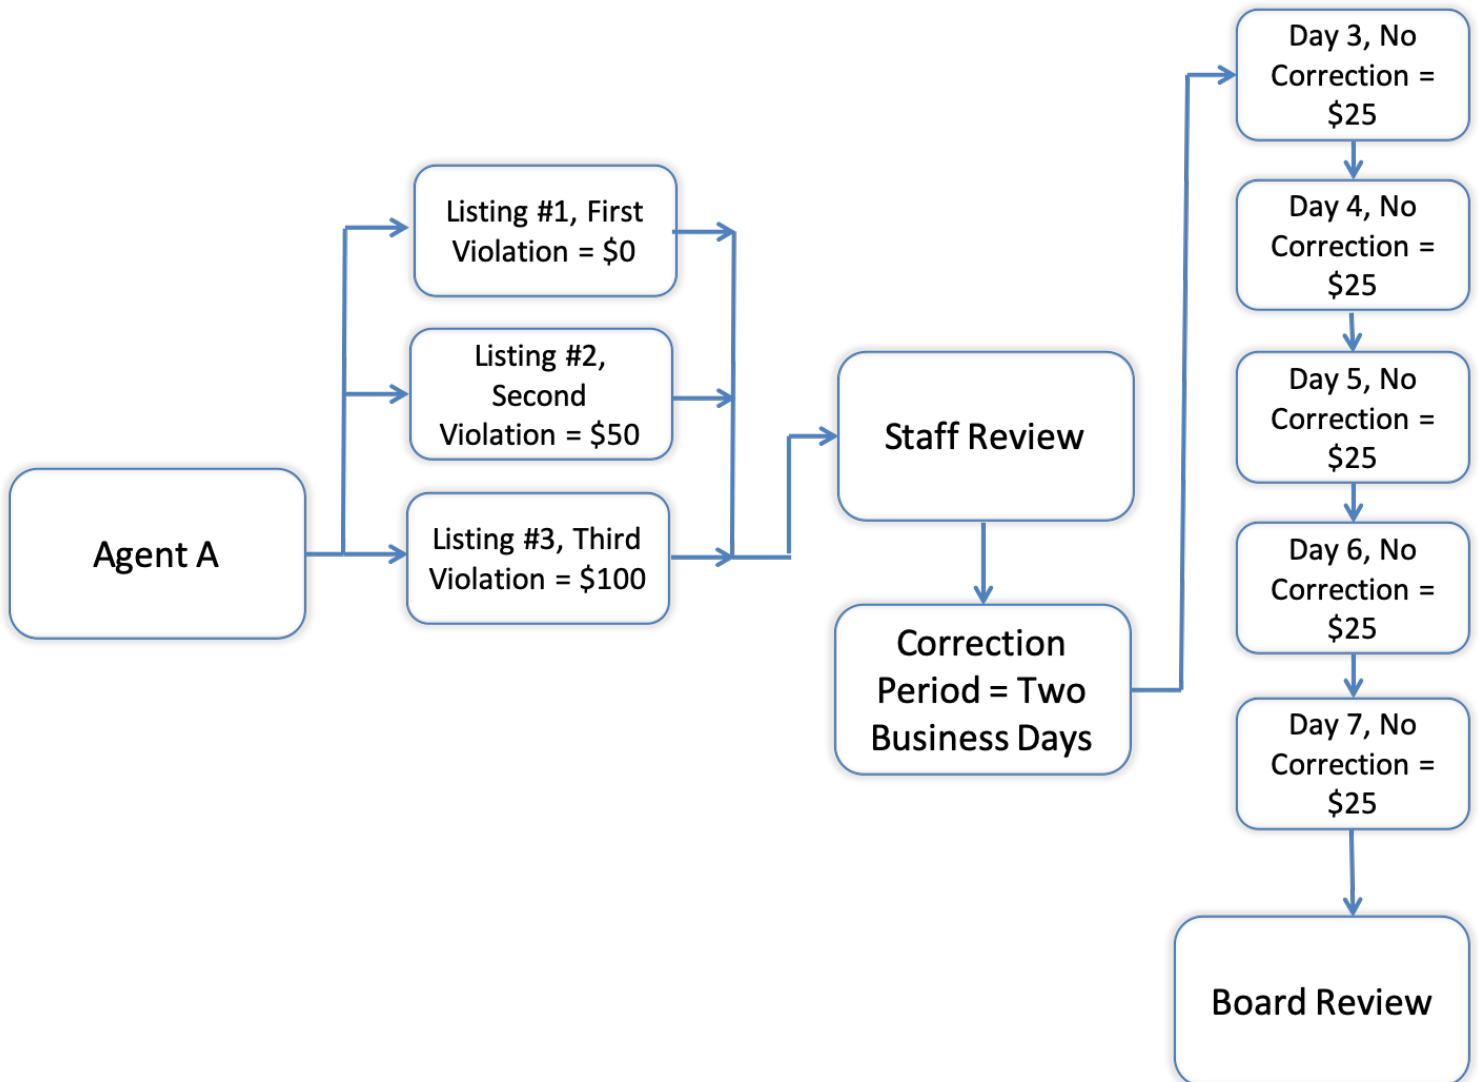 Agent A
Listing #1, First
Violation = $0
Listing #2,
Second
Violation = $50
Listing #3, Third
Violation = $100
Staff Review
Correction
Period = Two
Business Days
Day 3, No
Correction =
$25
Day 4, No
Correction =
$25
Day 5, No
Correction =
$25
Day 6, No
Correction =
$25
Day 7, No
Correction =
$25
Board Review